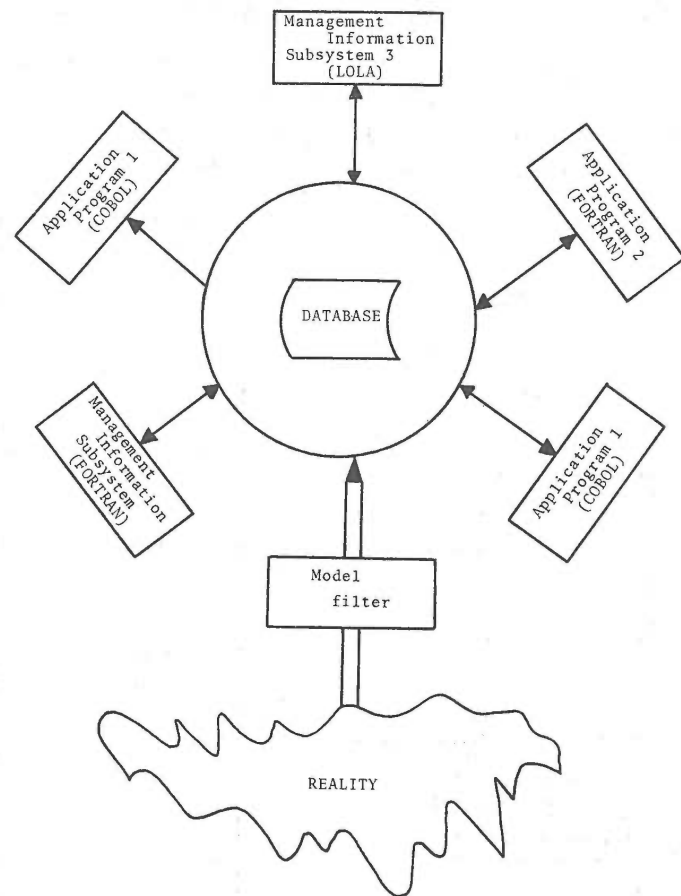 Management
Information
Subsystem 3
(LOLA)
Application
Program 1
(COBOL)
Application
Program 2
(FORTRAN)
DATABASE
Management
Information
Subsystem
(FORTRAN)
Application
Program 1
(COBOL)
Model
filter
REALITY